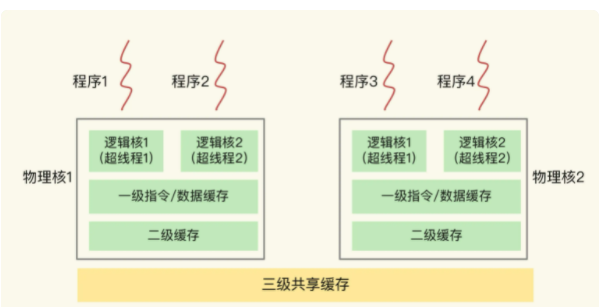 程序1
程序2
程序3
程序4
物理核1
逻辑核1
(超线程1)
逻辑核2
(超线程2)
一级指令/数据缓存
二级缓存
逻辑核1
(超线程1)
逻辑核2
(超线程2)
一级指令/数据缓存
二级缓存
物理核2
三级共享缓存